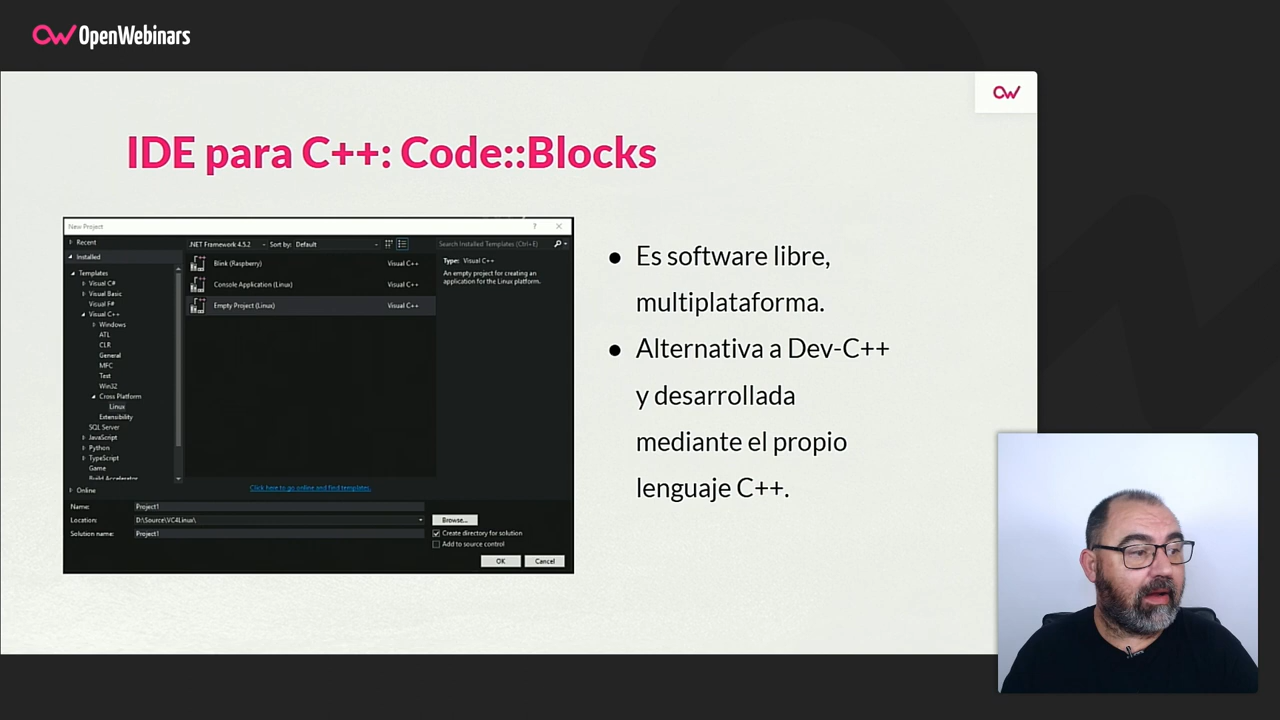 OpenWebinars
IDE para C++: Code::Blocks
New Project
?
Recent
.NET Framework 4.5.2
Sort by: Default
Search Installed Templates (Ctrl+E)
Installed
Templates
Visual C#
Visual Basic
Visual F#
Visual C++
Windows
ATL
CLR
General
MFC
Test
Win32
Cross Platform
Linux
Extensibility
SQL Server
JavaScript
Python
TypeScript
Game
Build Accelerator
Online
Blink (Raspberry) Visual C++
Console Application (Linux) Visual C++
Empty Project (Linux) Visual C++
Type: Visual C++
An empty project for creating an
application for the Linux platform.
Click here to go online and find templates.
Name: Project1
Location: D:\Source\VC4Linux\
Browse...
Solution name: Project1
Create directory for solution
Add to source control
OK
Cancel
● Es software libre,
multiplataforma.
● Alternativa a Dev-C++
y desarrollada
mediante el propio
lenguaje C++.